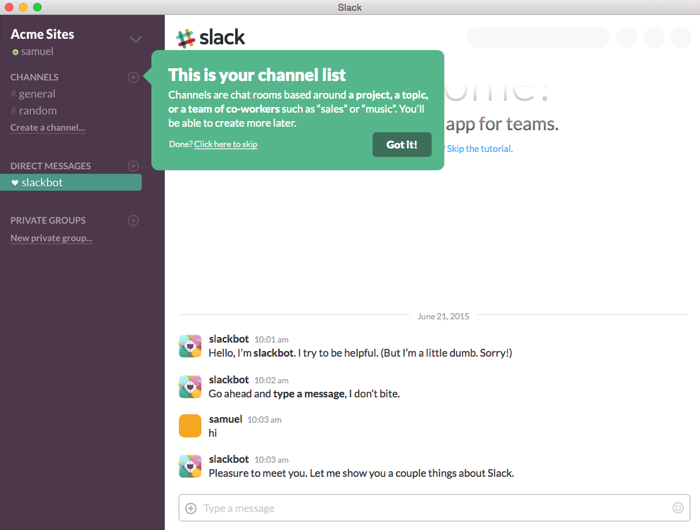 Slack
Acme Sites
samuel
CHANNELS
# general
# random
Create a channel...
DIRECT MESSAGES
slackbot
PRIVATE GROUPS
New private group...
slack
This is your channel list
Channels are chat rooms based around a project, a topic,
or a team of co-workers such as “sales” or “music”. You'll
be able to create more later.
Done? Click here to skip
Got It!
ome!
app for teams.
? Skip the tutorial.
June 21, 2015
slackbot 10:01 am
Hello, I'm slackbot. I try to be helpful. (But I'm a little dumb. Sorry!)
slackbot 10:02 am
Go ahead and type a message, I don't bite.
samuel 10:03 am
hi
slackbot 10:03 am
Pleasure to meet you. Let me show you a couple things about Slack.
Type a message